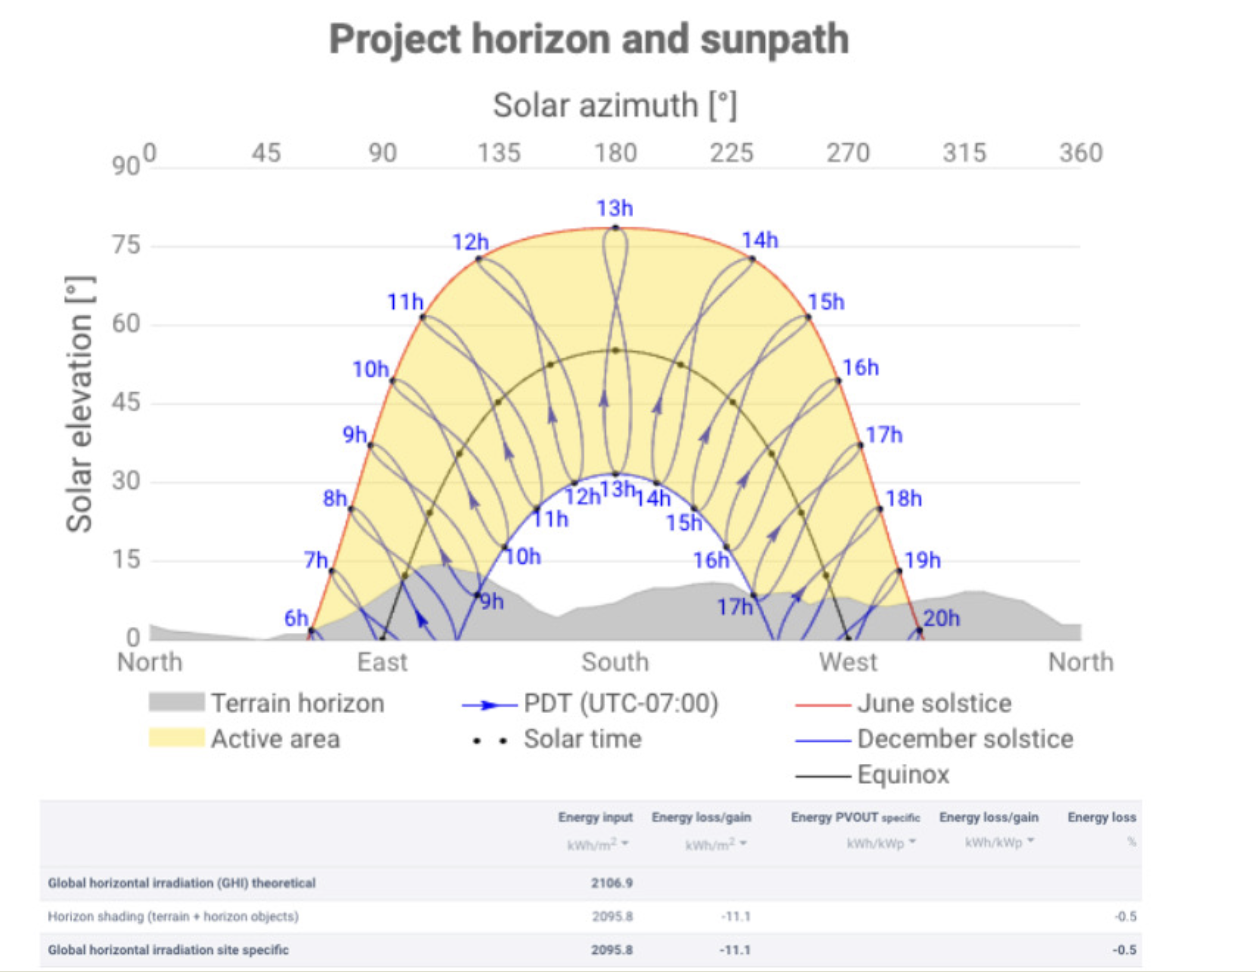 Project horizon and sunpath
Solar azimuth [°]
0 45 90 135 180 225 270 315 360
Solar elevation [°]
90
75
60
45
30
15
0
13h
12h 14h
11h 15h
10h 16h
9h 17h
8h 18h
7h 19h
6h 20h
12h 13h 14h
11h 15h
10h 16h
9h 17h
North East South West North
Terrain horizon PDT (UTC-07:00) June solstice
Active area Solar time December solstice
Equinox
Energy input Energy loss/gain Energy PVOUT specific Energy loss/gain Energy loss
kWh/m² kWh/m² kWh/kWp kWh/kWp %
Global horizontal irradiation (GHI) theoretical 2106.9
Horizon shading (terrain + horizon objects) 2095.8 -11.1 -0.5
Global horizontal irradiation site specific 2095.8 -11.1 -0.5